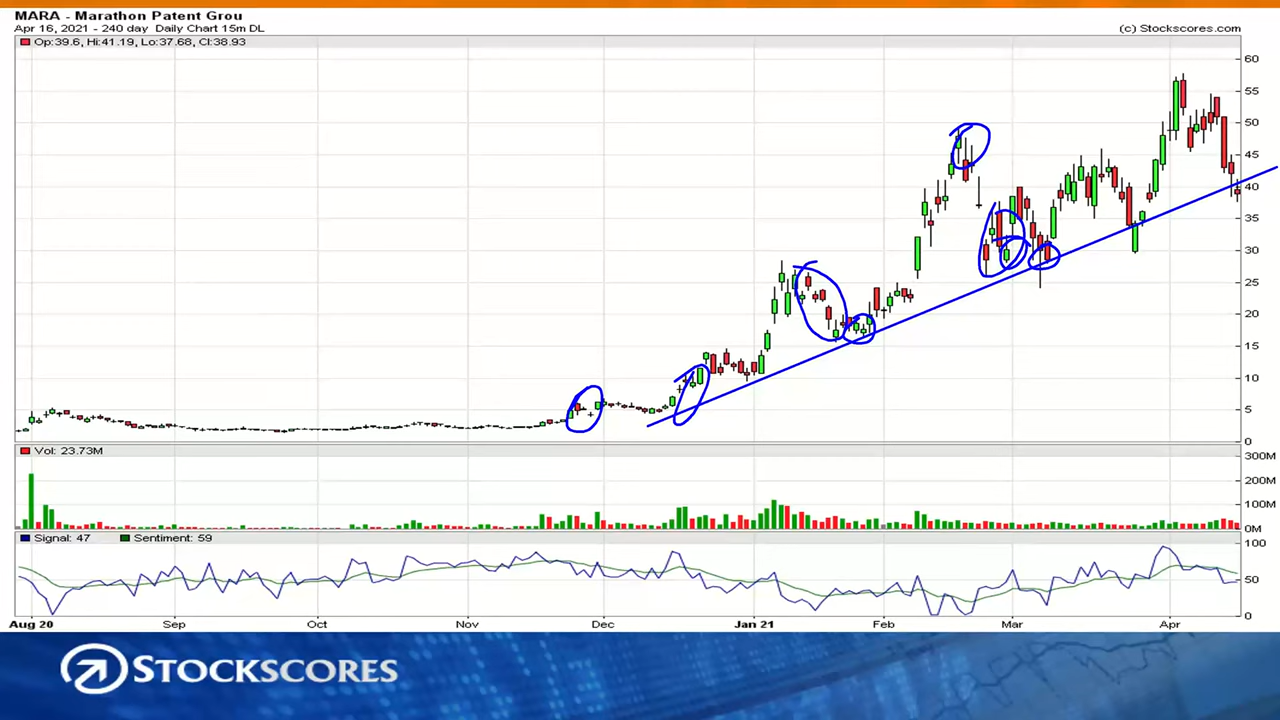 MARA - Marathon Patent Grou
Apr 16, 2021 - 240 day Daily Chart 15m DL
(c) Stockscores.com
Op:39.6, Hi:41.19, Lo:37.68, Cl:38.93
60
55
50
45
40
35
30
25
20
15
10
5
0
Vol: 23.73M
300M
200M
100M
0M
Signal: 47 Sentiment: 59
100
50
0
Aug 20 Sep Oct Nov Dec Jan 21 Feb Mar Apr
STOCKSCORES